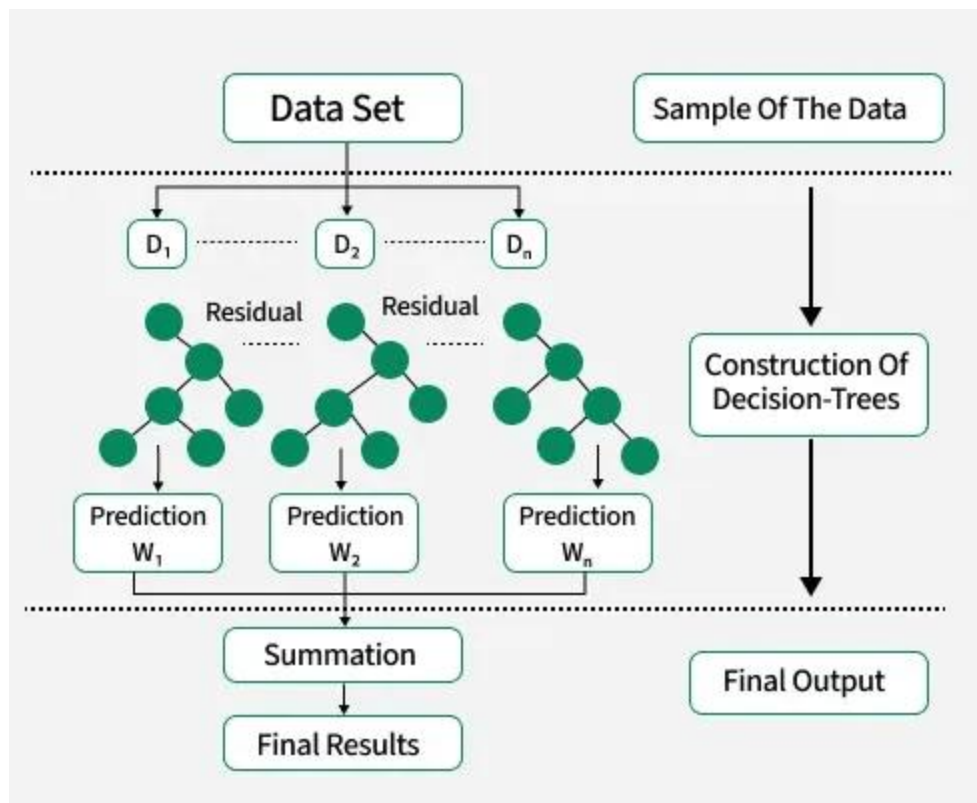 Data Set
Sample Of The Data
D₁
D₂
Dₙ
Residual
Residual
Construction Of
Decision-Trees
Prediction
W₁
Prediction
W₂
Prediction
Wₙ
Summation
Final Output
Final Results